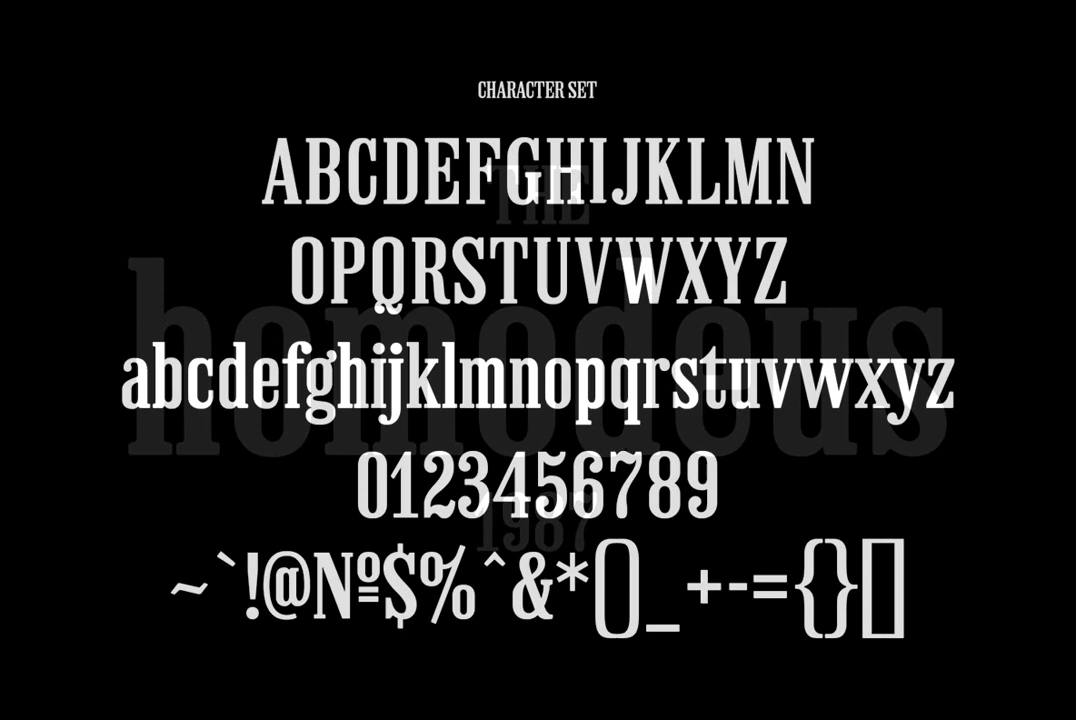 CHARACTER SET
ABCDEFGHIJKLMN
THE
OPQRSTUVWXYZ
homodeus
abcdefghijklmnopqrstuvwxyz
0123456789
1987
~`!@№$%^&*()_+-={}[]